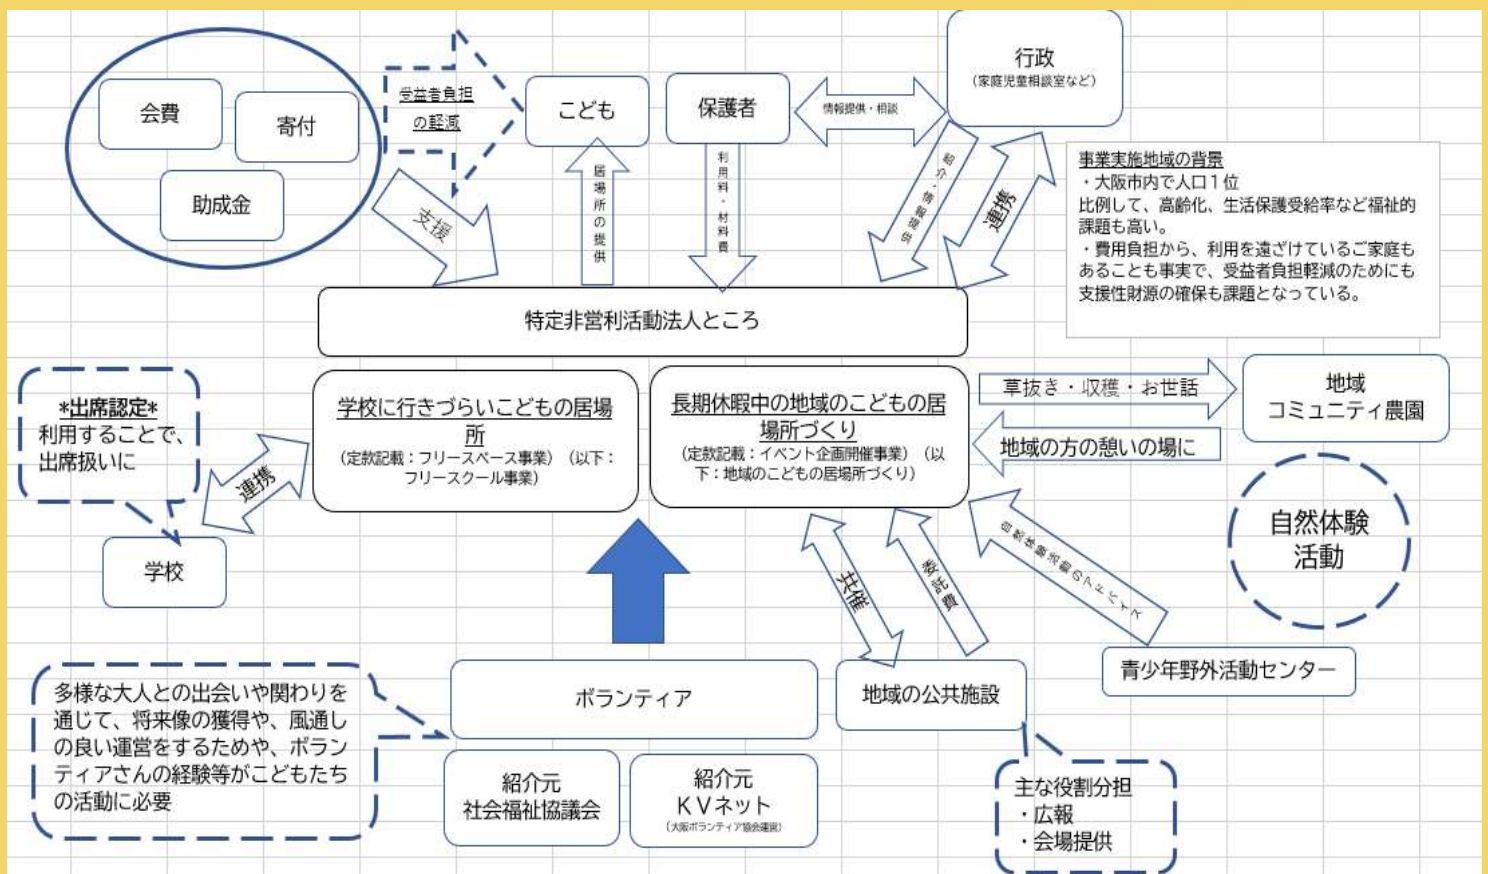 会費
寄付
助成金
受益者負担
の軽減
支援
こども
保護者
情報提供・相談
行政
(家庭児童相談室など)
居場所の提供
利用料・材料費
紹介・情報提供
連携
事業実施地域の背景
・大阪市内で人口1位
比例して、高齢化、生活保護受給率など福祉的
課題も高い。
・費用負担から、利用を遠ざけているご家庭も
あることも事実で、受益者負担軽減のためにも
支援性財源の確保も課題となっている。
特定非営利活動法人ところ
*出席認定*
利用することで、
出席扱いに
連携
学校
学校に行きづらいこどもの居場
所
(定款記載:フリースペース事業)(以下:
フリースクール事業)
長期休暇中の地域のこどもの居
場所づくり
(定款記載:イベント企画開催事業)(以
下:地域のこどもの居場所づくり)
草抜き・収穫・お世話
地域の方の憩いの場に
地域
コミュニティ農園
自然体験
活動
共催
委託費
自然体験活動のアドバイス
青少年野外活動センター
多様な大人との出会いや関わりを
通じて、将来像の獲得や、風通し
の良い運営をするためや、ボラン
ティアさんの経験等がこどもたち
の活動に必要
ボランティア
紹介元
社会福祉協議会
紹介元
KVネット
(大阪ボランティア協会運営)
地域の公共施設
主な役割分担
・広報
・会場提供